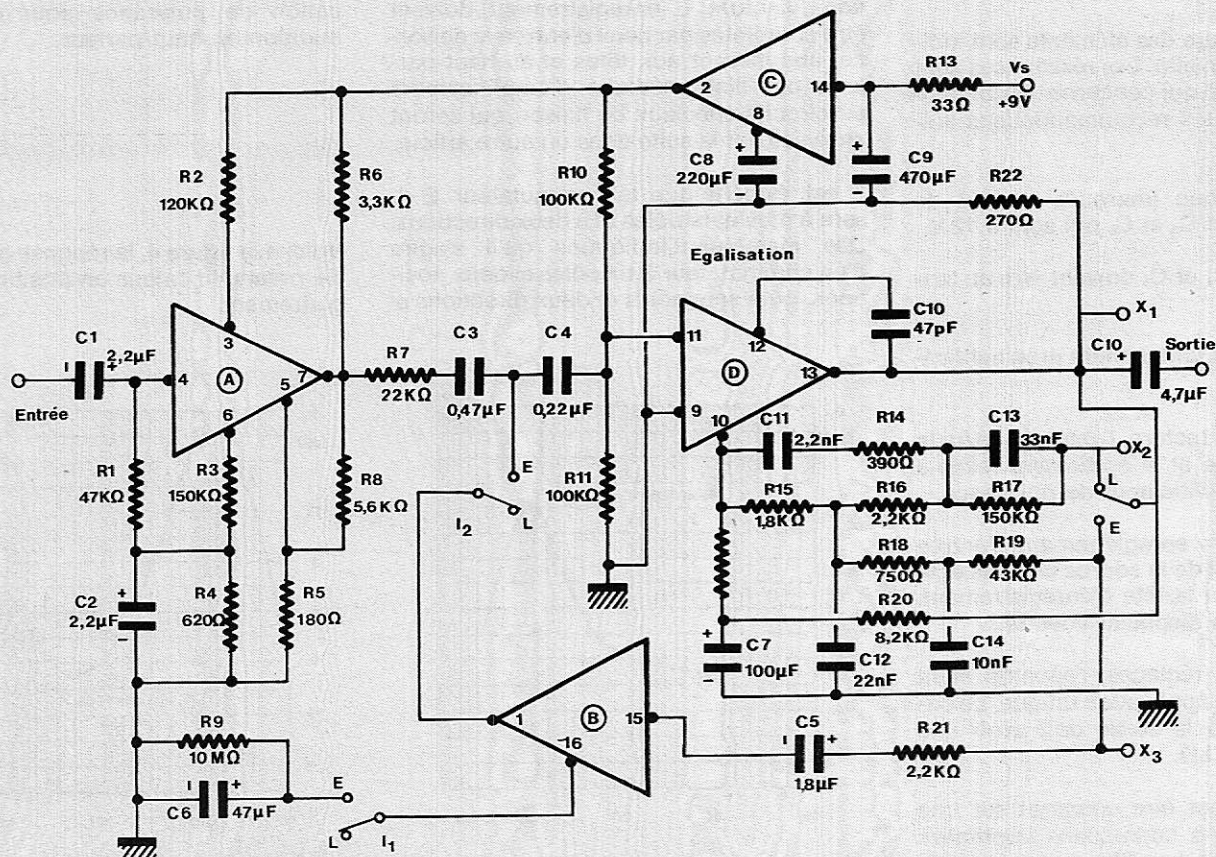 C
2
14
8
R13
33Ω
Vs
+9V
R2
120KΩ
R6
3,3KΩ
R10
100KΩ
C8
220µF
+
−
C9
470µF
+
−
R22
270Ω
Egalisation
C10
47pF
X1
C1
2,2µF
+
Entrée
A
3
4
5
6
7
R7
22KΩ
C3
0,47µF
C4
0,22µF
11
12
D
13
9
10
C10
+
Sortie
4,7µF
R1
47KΩ
R3
150KΩ
R8
5,6KΩ
E
I2
L
R11
100KΩ
C11
2,2nF
R14
390Ω
C13
33nF
X2
R15
1,8KΩ
R16
2,2KΩ
R17
150KΩ
L
E
R18
750Ω
R19
43KΩ
C2
2,2µF
+
−
R4
620Ω
R5
180Ω
R20
8,2KΩ
C7
100µF
+
−
C12
22nF
C14
10nF
R9
10MΩ
C6
+
47µF
E
L
I1
1
B
15
16
C5
+
1,8µF
R21
2,2KΩ
X3